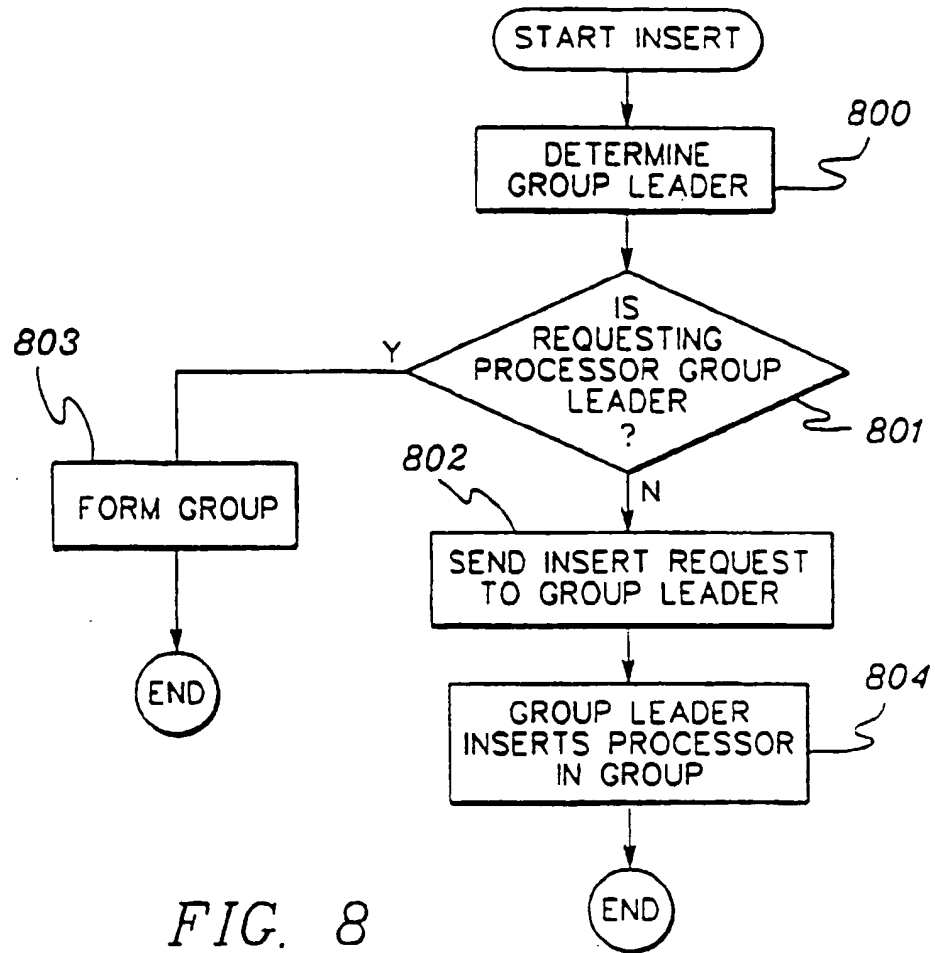 START INSERT
800
DETERMINE
GROUP LEADER
IS
REQUESTING
PROCESSOR GROUP
LEADER
?
Y
801
803
FORM GROUP
END
N
802
SEND INSERT REQUEST
TO GROUP LEADER
804
GROUP LEADER
INSERTS PROCESSOR
IN GROUP
END
FIG. 8